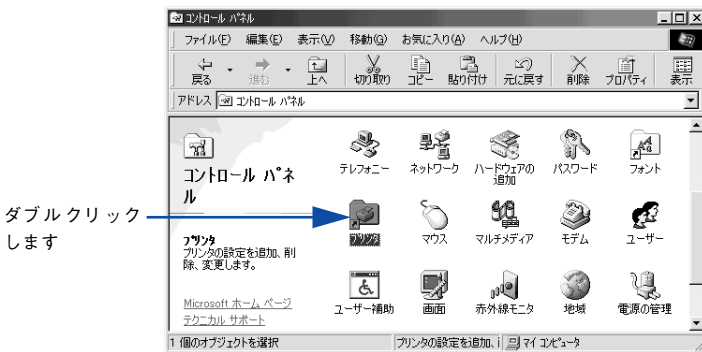 コントロール パネル
ファイル(F) 編集(E) 表示(V) 移動(G) お気に入り(A) ヘルプ(H)
戻る 進む 上へ 切り取り コピー 貼り付け 元に戻す 削除 プロパティ 表示
アドレス コントロール パネル
コントロール パネ
ル
プリンタ
プリンタの設定を追加、削
除、変更します。
Microsoft ホーム ページ
テクニカル サポート
テレフォニー ネットワーク ハードウェアの
追加 パスワード フォント
プリンタ マウス マルチメディア モデム ユーザー
ユーザー補助 画面 赤外線モニタ 地域 電源の管理
1 個のオブジェクトを選択 プリンタの設定を追加、i マイ コンピュータ
ダブルクリック
します